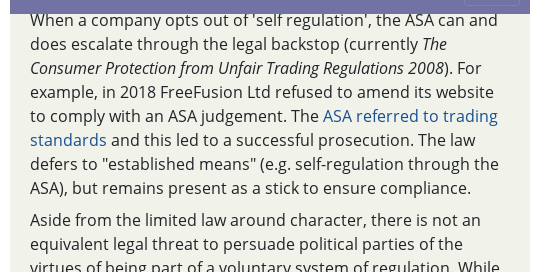 When a company opts out of 'self regulation', the ASA can and
does escalate through the legal backstop (currently The
Consumer Protection from Unfair Trading Regulations 2008). For
example, in 2018 FreeFusion Ltd refused to amend its website
to comply with an ASA judgement. The ASA referred to trading
standards and this led to a successful prosecution. The law
defers to "established means" (e.g. self-regulation through the
ASA), but remains present as a stick to ensure compliance.
Aside from the limited law around character, there is not an
equivalent legal threat to persuade political parties of the
virtues of being part of a voluntary system of regulation. While